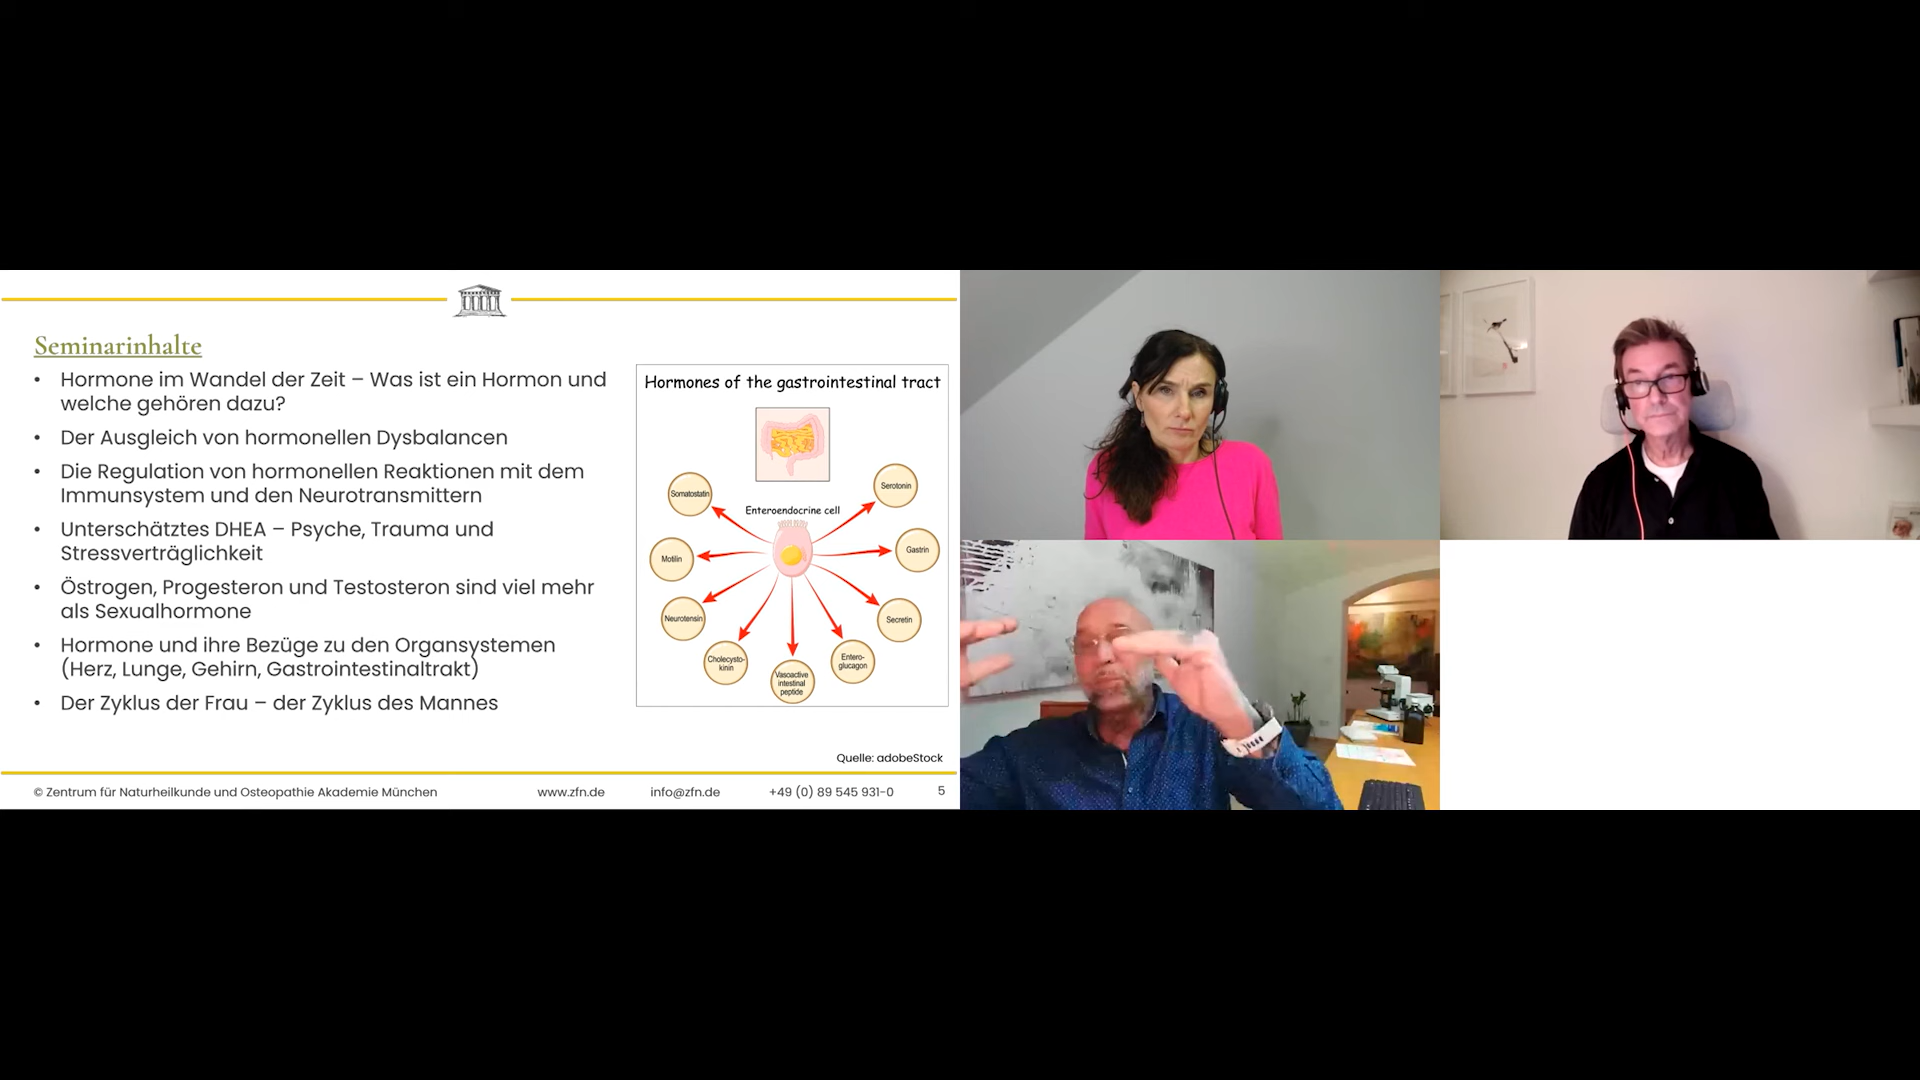 Seminarinhalte
• Hormone im Wandel der Zeit – Was ist ein Hormon und
welche gehören dazu?
• Der Ausgleich von hormonellen Dysbalancen
• Die Regulation von hormonellen Reaktionen mit dem
Immunsystem und den Neurotransmittern
• Unterschätztes DHEA – Psyche, Trauma und
Stressverträglichkeit
• Östrogen, Progesteron und Testosteron sind viel mehr
als Sexualhormone
• Hormone und ihre Bezüge zu den Organsystemen
(Herz, Lunge, Gehirn, Gastrointestinaltrakt)
• Der Zyklus der Frau – der Zyklus des Mannes
Hormones of the gastrointestinal tract
Enteroendocrine cell
Somatostatin
Serotonin
Motilin
Gastrin
Neurotensin
Secretin
Cholecysto-
kinin
Entero-
glucagon
Vasoactive
intestinal
peptide
Quelle: adobeStock
© Zentrum für Naturheilkunde und Osteopathie Akademie München
www.zfn.de
info@zfn.de
+49 (0) 89 545 931-0
5